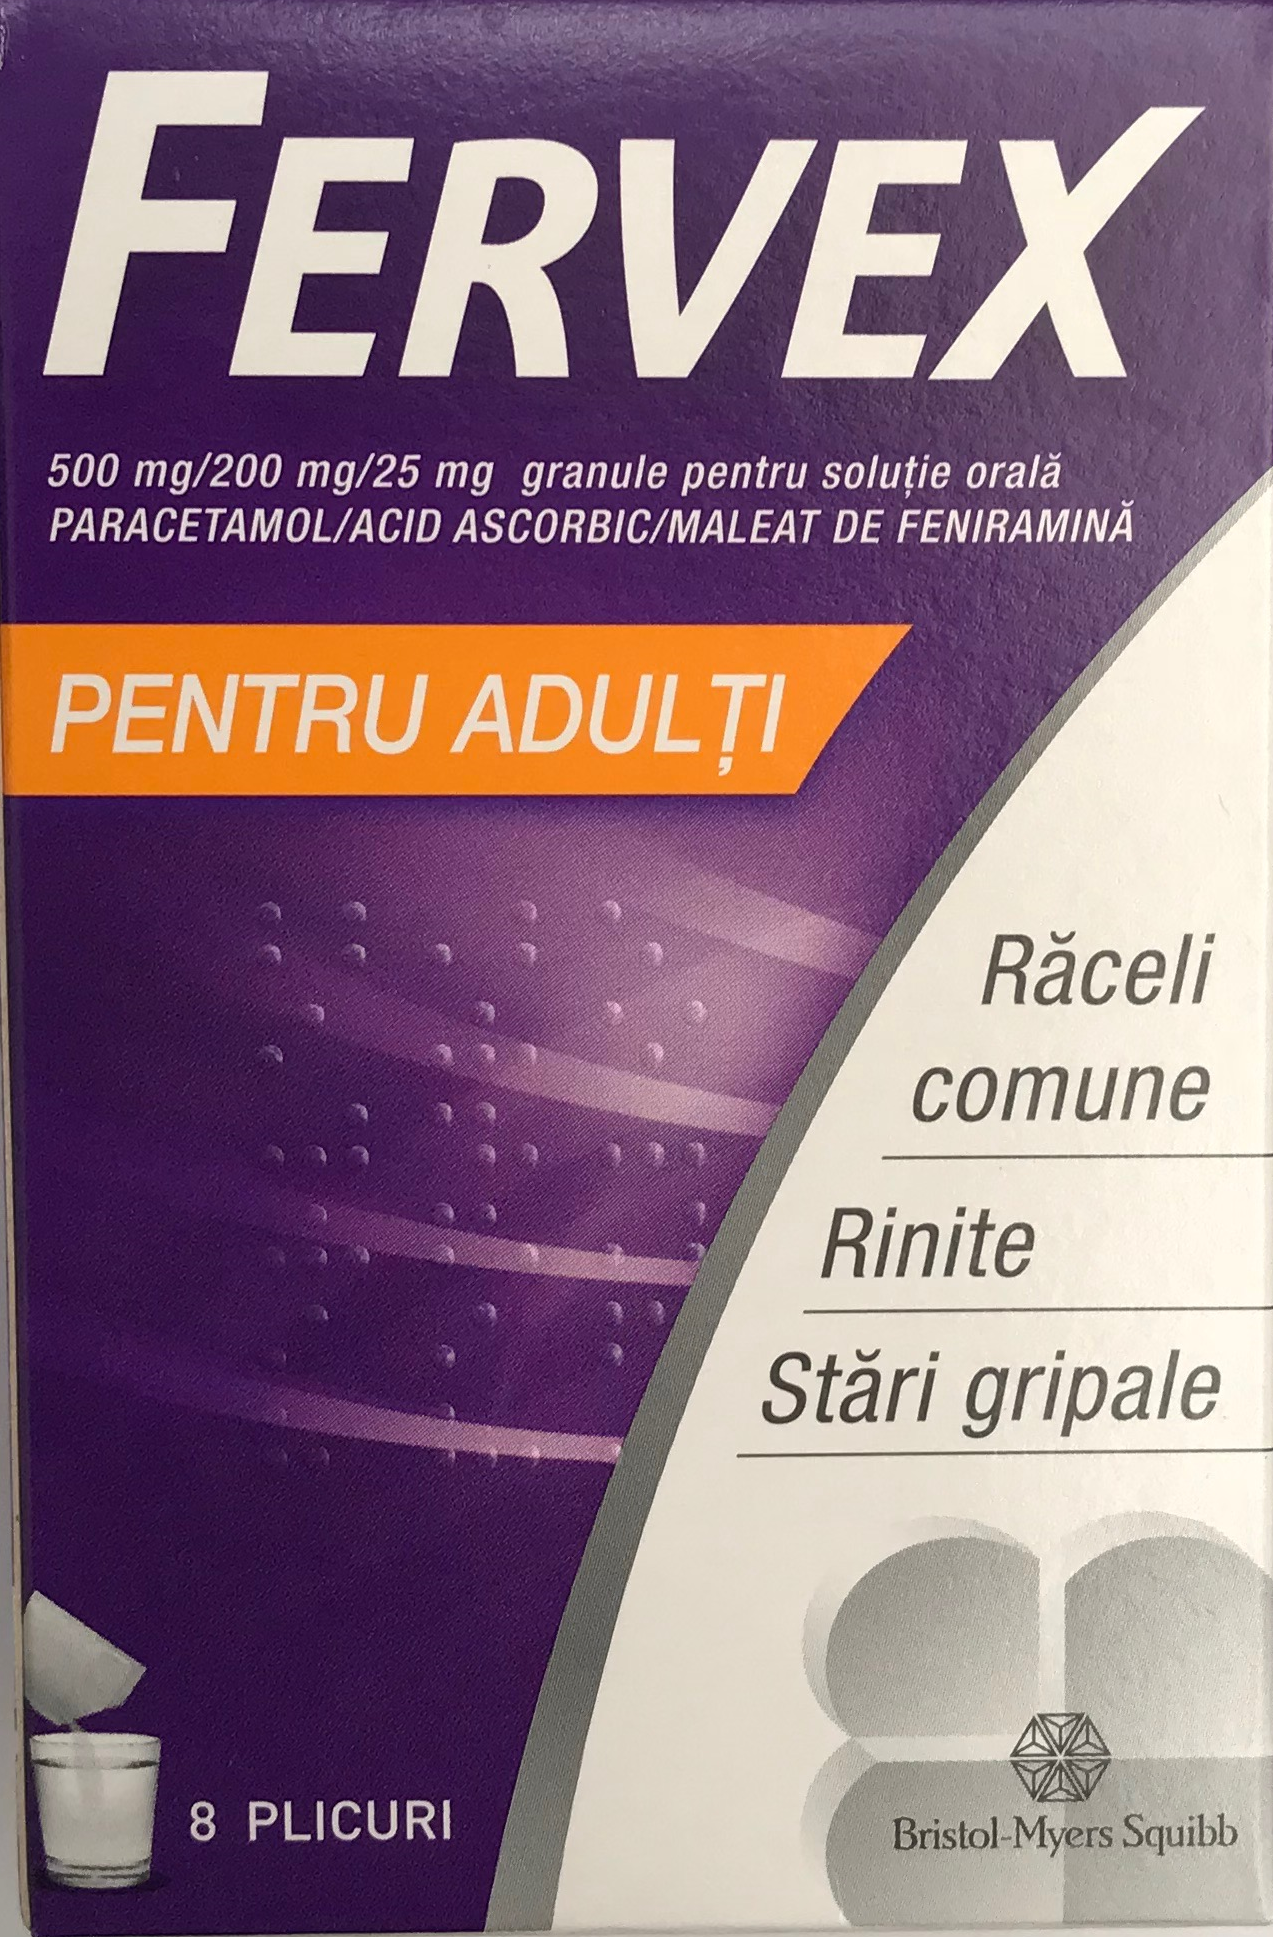 FERVEX
500 mg/200 mg/25 mg granule pentru soluție orală
PARACETAMOL/ACID ASCORBIC/MALEAT DE FENIRAMINĂ
PENTRU ADULȚI
Răceli
comune
Rinite
Stări gripale
8 PLICURI
Bristol-Myers Squibb